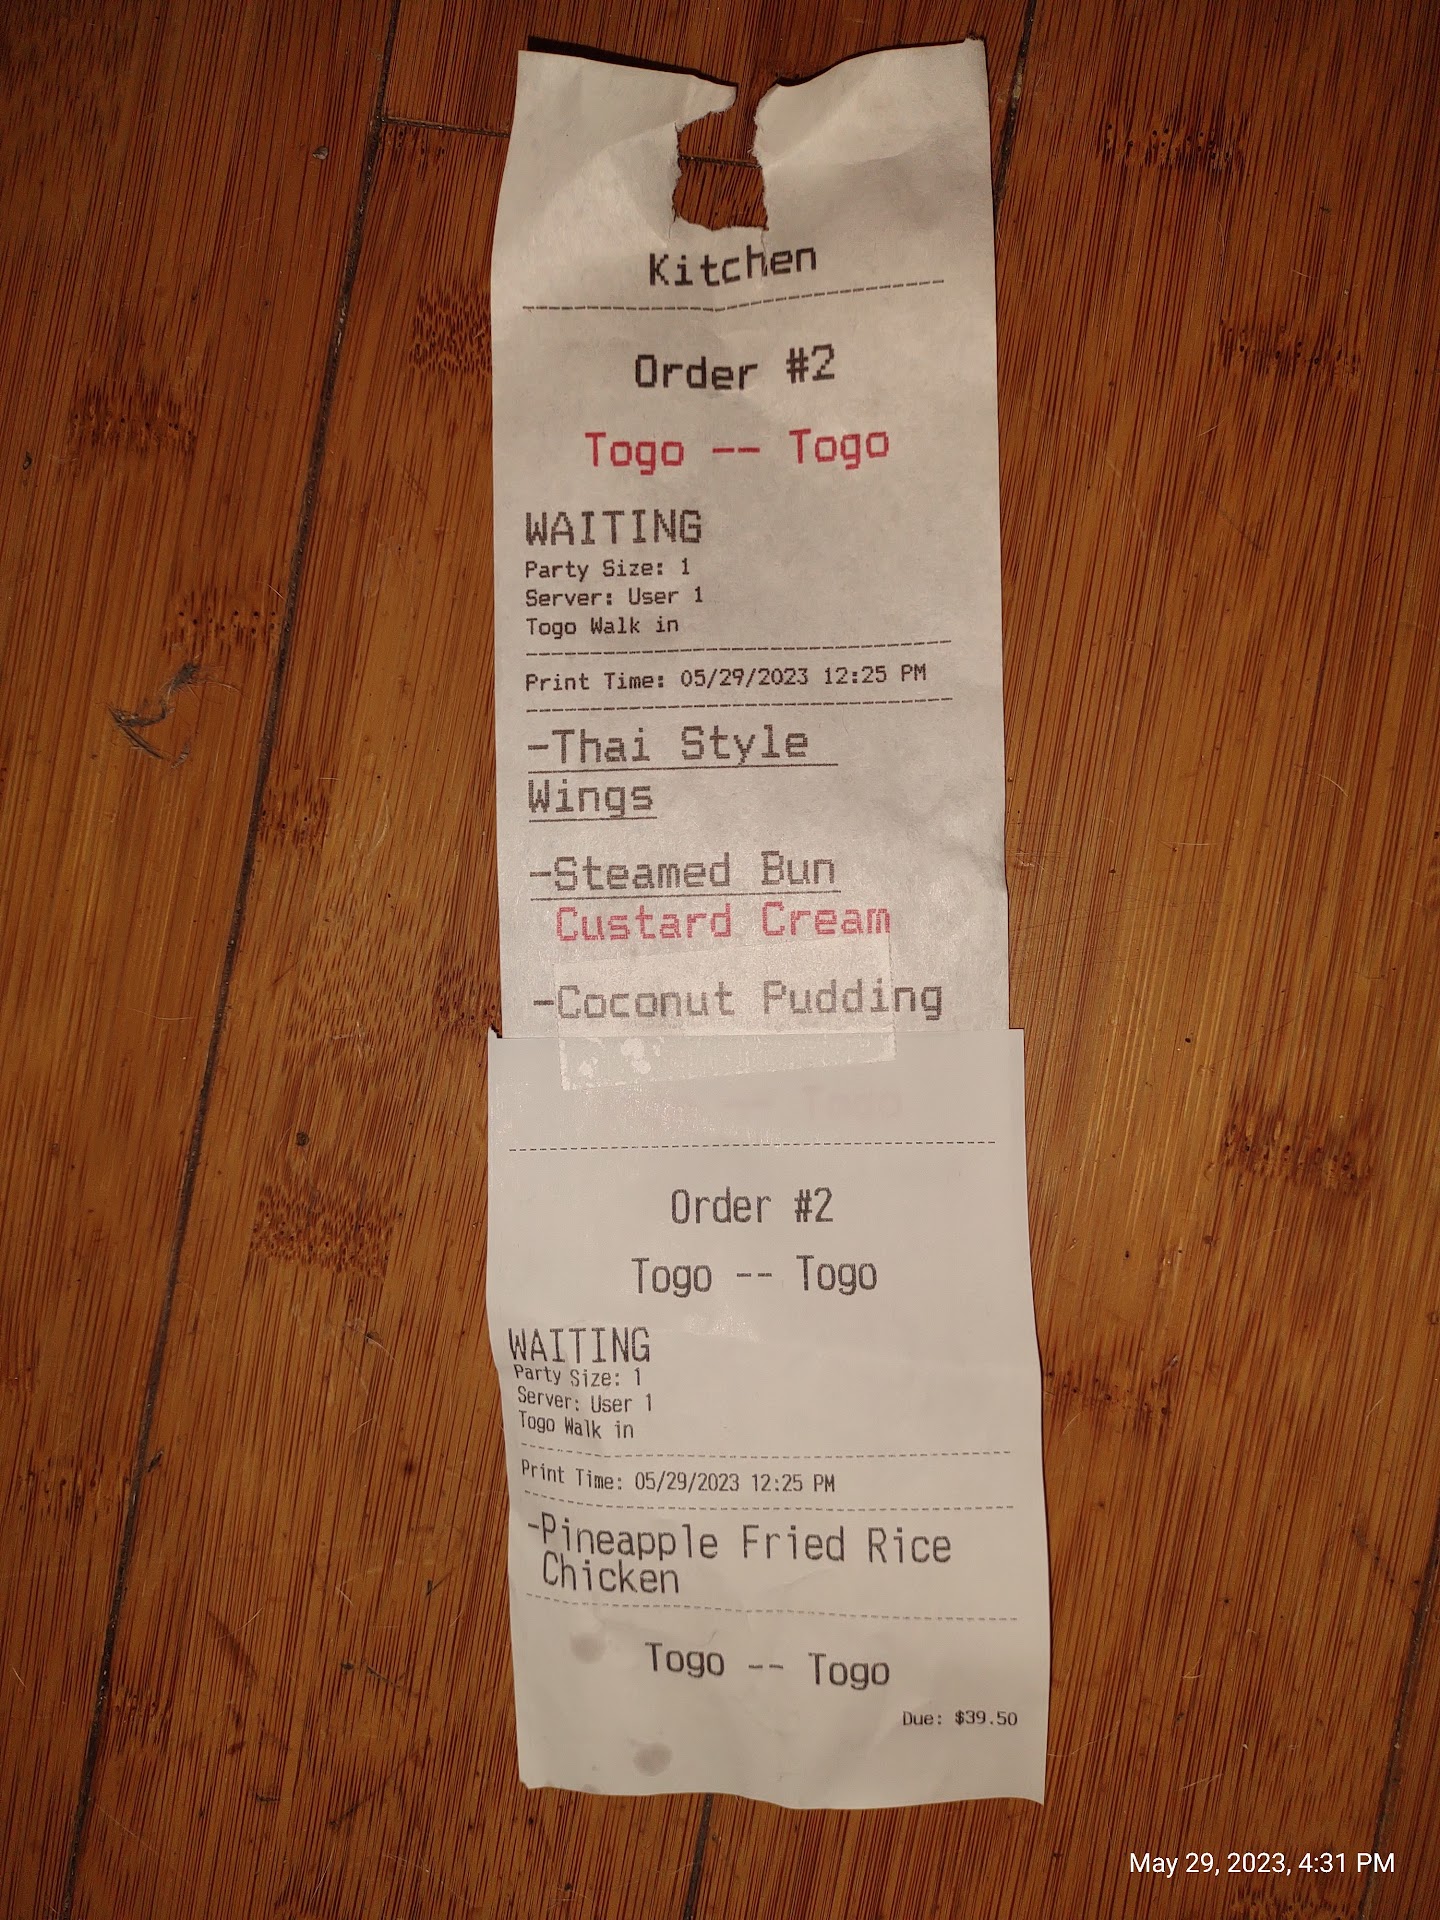 Kitchen
Order #2
Togo -- Togo
WAITING
Party Size: 1
Server: User 1
Togo Walk in
Print Time: 05/29/2023 12:25 PM
-Thai Style
Wings
-Steamed Bun
Custard Cream
-Coconut Pudding
-- Togo
Order #2
Togo -- Togo
WAITING
Party Size: 1
Server: User 1
Togo Walk in
Print Time: 05/29/2023 12:25 PM
-Pineapple Fried Rice
Chicken
Togo -- Togo
Due: $39.50
May 29, 2023, 4:31 PM